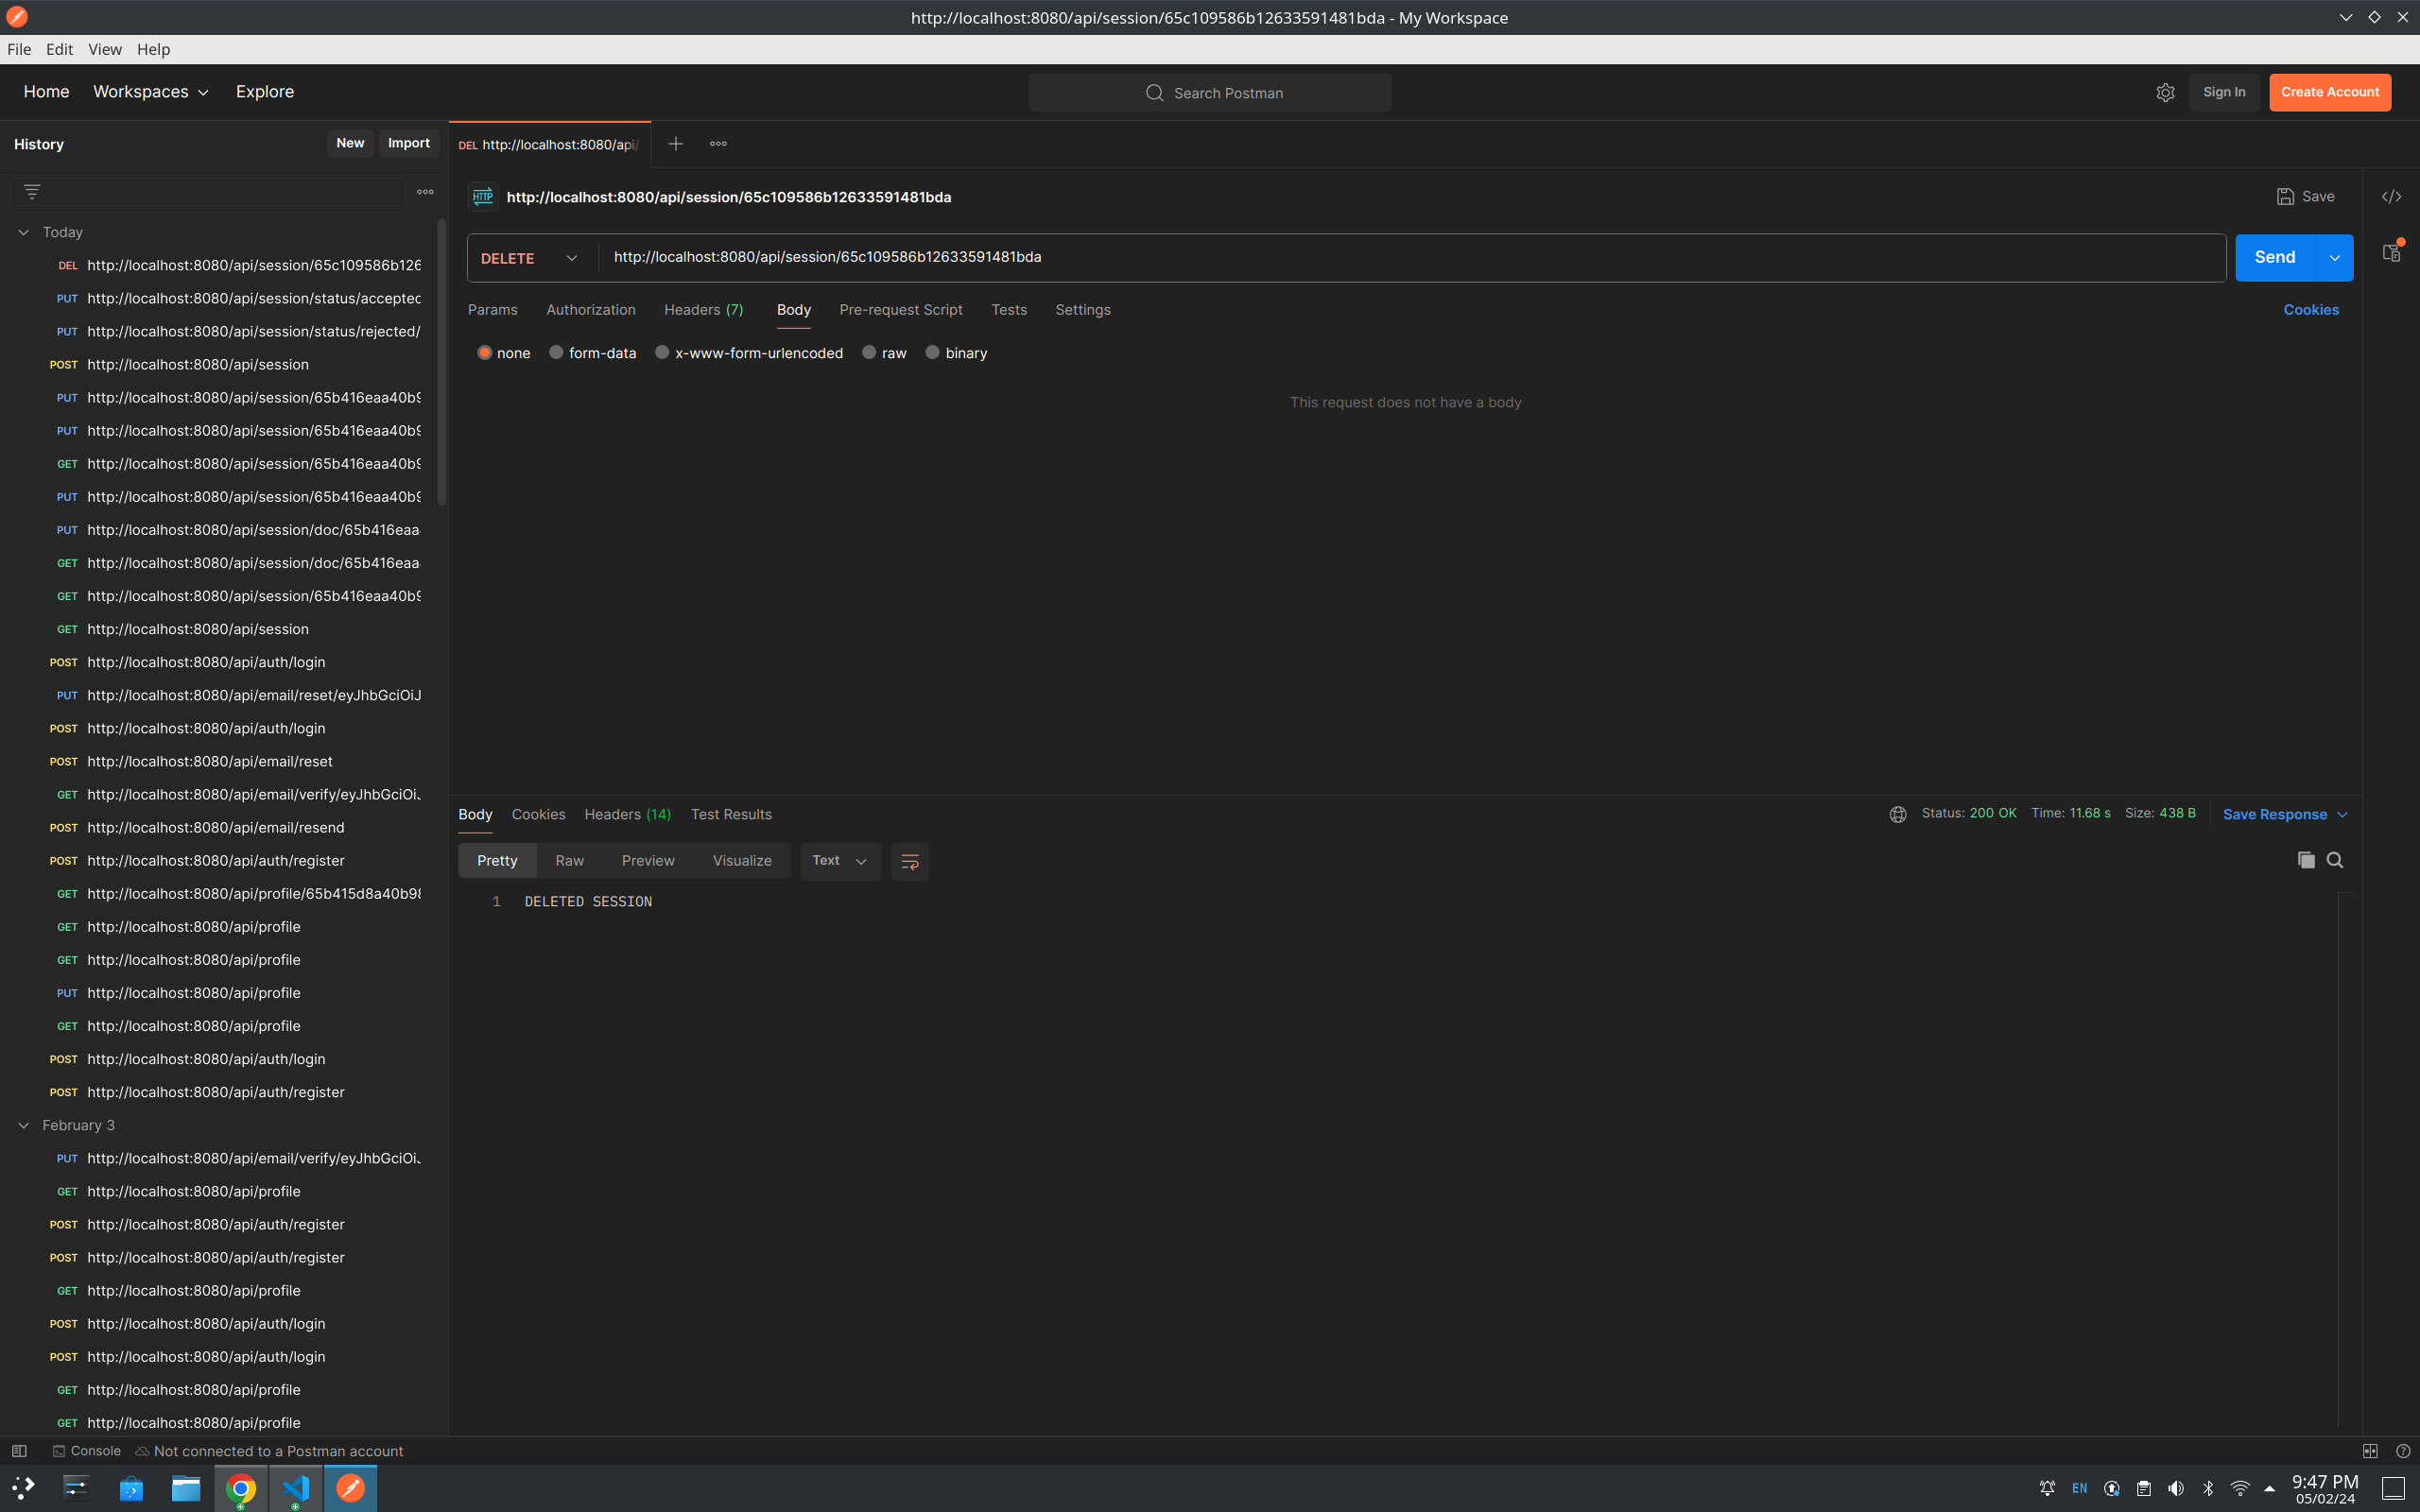 http://localhost:8080/api/session/65c109586b12633591481bda - My Workspace
File Edit View Help
Home Workspaces Explore
Search Postman
Sign In Create Account
History New Import
DEL http://localhost:8080/api/
HTTP http://localhost:8080/api/session/65c109586b12633591481bda
Save
DELETE http://localhost:8080/api/session/65c109586b12633591481bda Send
Params Authorization Headers (7) Body Pre-request Script Tests Settings Cookies
none form-data x-www-form-urlencoded raw binary
This request does not have a body
Today
DEL http://localhost:8080/api/session/65c109586b126
PUT http://localhost:8080/api/session/status/accepted
PUT http://localhost:8080/api/session/status/rejected/
POST http://localhost:8080/api/session
PUT http://localhost:8080/api/session/65b416eaa40b9
PUT http://localhost:8080/api/session/65b416eaa40b9
GET http://localhost:8080/api/session/65b416eaa40b9
PUT http://localhost:8080/api/session/65b416eaa40b9
PUT http://localhost:8080/api/session/doc/65b416eaa
GET http://localhost:8080/api/session/doc/65b416eaa
GET http://localhost:8080/api/session/65b416eaa40b9
GET http://localhost:8080/api/session
POST http://localhost:8080/api/auth/login
PUT http://localhost:8080/api/email/reset/eyJhbGciOiJ
POST http://localhost:8080/api/auth/login
POST http://localhost:8080/api/email/reset
GET http://localhost:8080/api/email/verify/eyJhbGciOi
POST http://localhost:8080/api/email/resend
POST http://localhost:8080/api/auth/register
GET http://localhost:8080/api/profile/65b415d8a40b98
GET http://localhost:8080/api/profile
GET http://localhost:8080/api/profile
PUT http://localhost:8080/api/profile
GET http://localhost:8080/api/profile
POST http://localhost:8080/api/auth/login
POST http://localhost:8080/api/auth/register
February 3
PUT http://localhost:8080/api/email/verify/eyJhbGciOi
GET http://localhost:8080/api/profile
POST http://localhost:8080/api/auth/register
POST http://localhost:8080/api/auth/register
GET http://localhost:8080/api/profile
POST http://localhost:8080/api/auth/login
POST http://localhost:8080/api/auth/login
GET http://localhost:8080/api/profile
GET http://localhost:8080/api/profile
Body Cookies Headers (14) Test Results
Status: 200 OK Time: 11.68 s Size: 438 B Save Response
Pretty Raw Preview Visualize Text
1 DELETED SESSION
Console Not connected to a Postman account
EN
9:47 PM
05/02/24